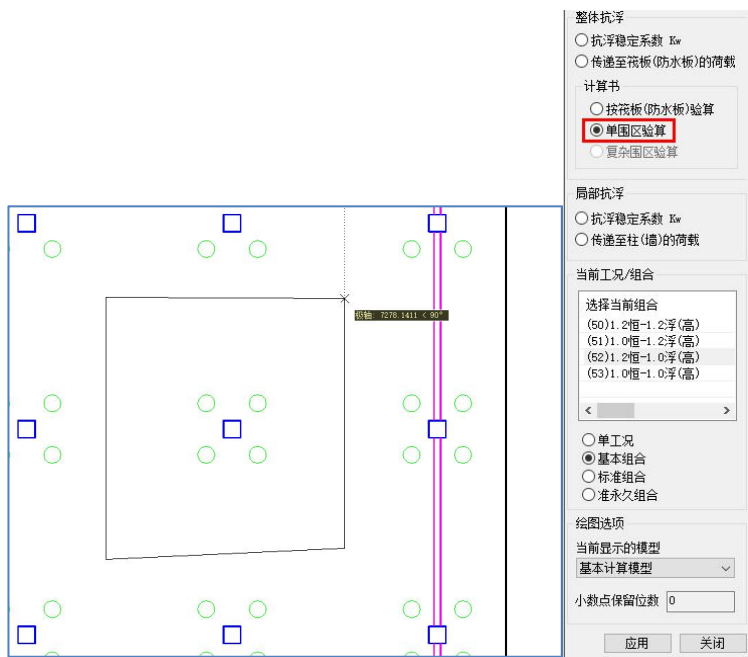 整体抗浮
抗浮稳定系数 Kw
传递至筏板(防水板)的荷载
计算书
按筏板(防水板)验算
单围区验算
复杂围区验算
局部抗浮
抗浮稳定系数 Kw
传递至柱(墙)的荷载
当前工况/组合
选择当前组合
(50)1.2恒-1.2浮(高)
(51)1.0恒-1.2浮(高)
(52)1.2恒-1.0浮(高)
(53)1.0恒-1.0浮(高)
单工况
基本组合
标准组合
准永久组合
绘图选项
当前显示的模型
基本计算模型
小数点保留位数 0
应用 关闭
极轴: 7278.1411 < 90°